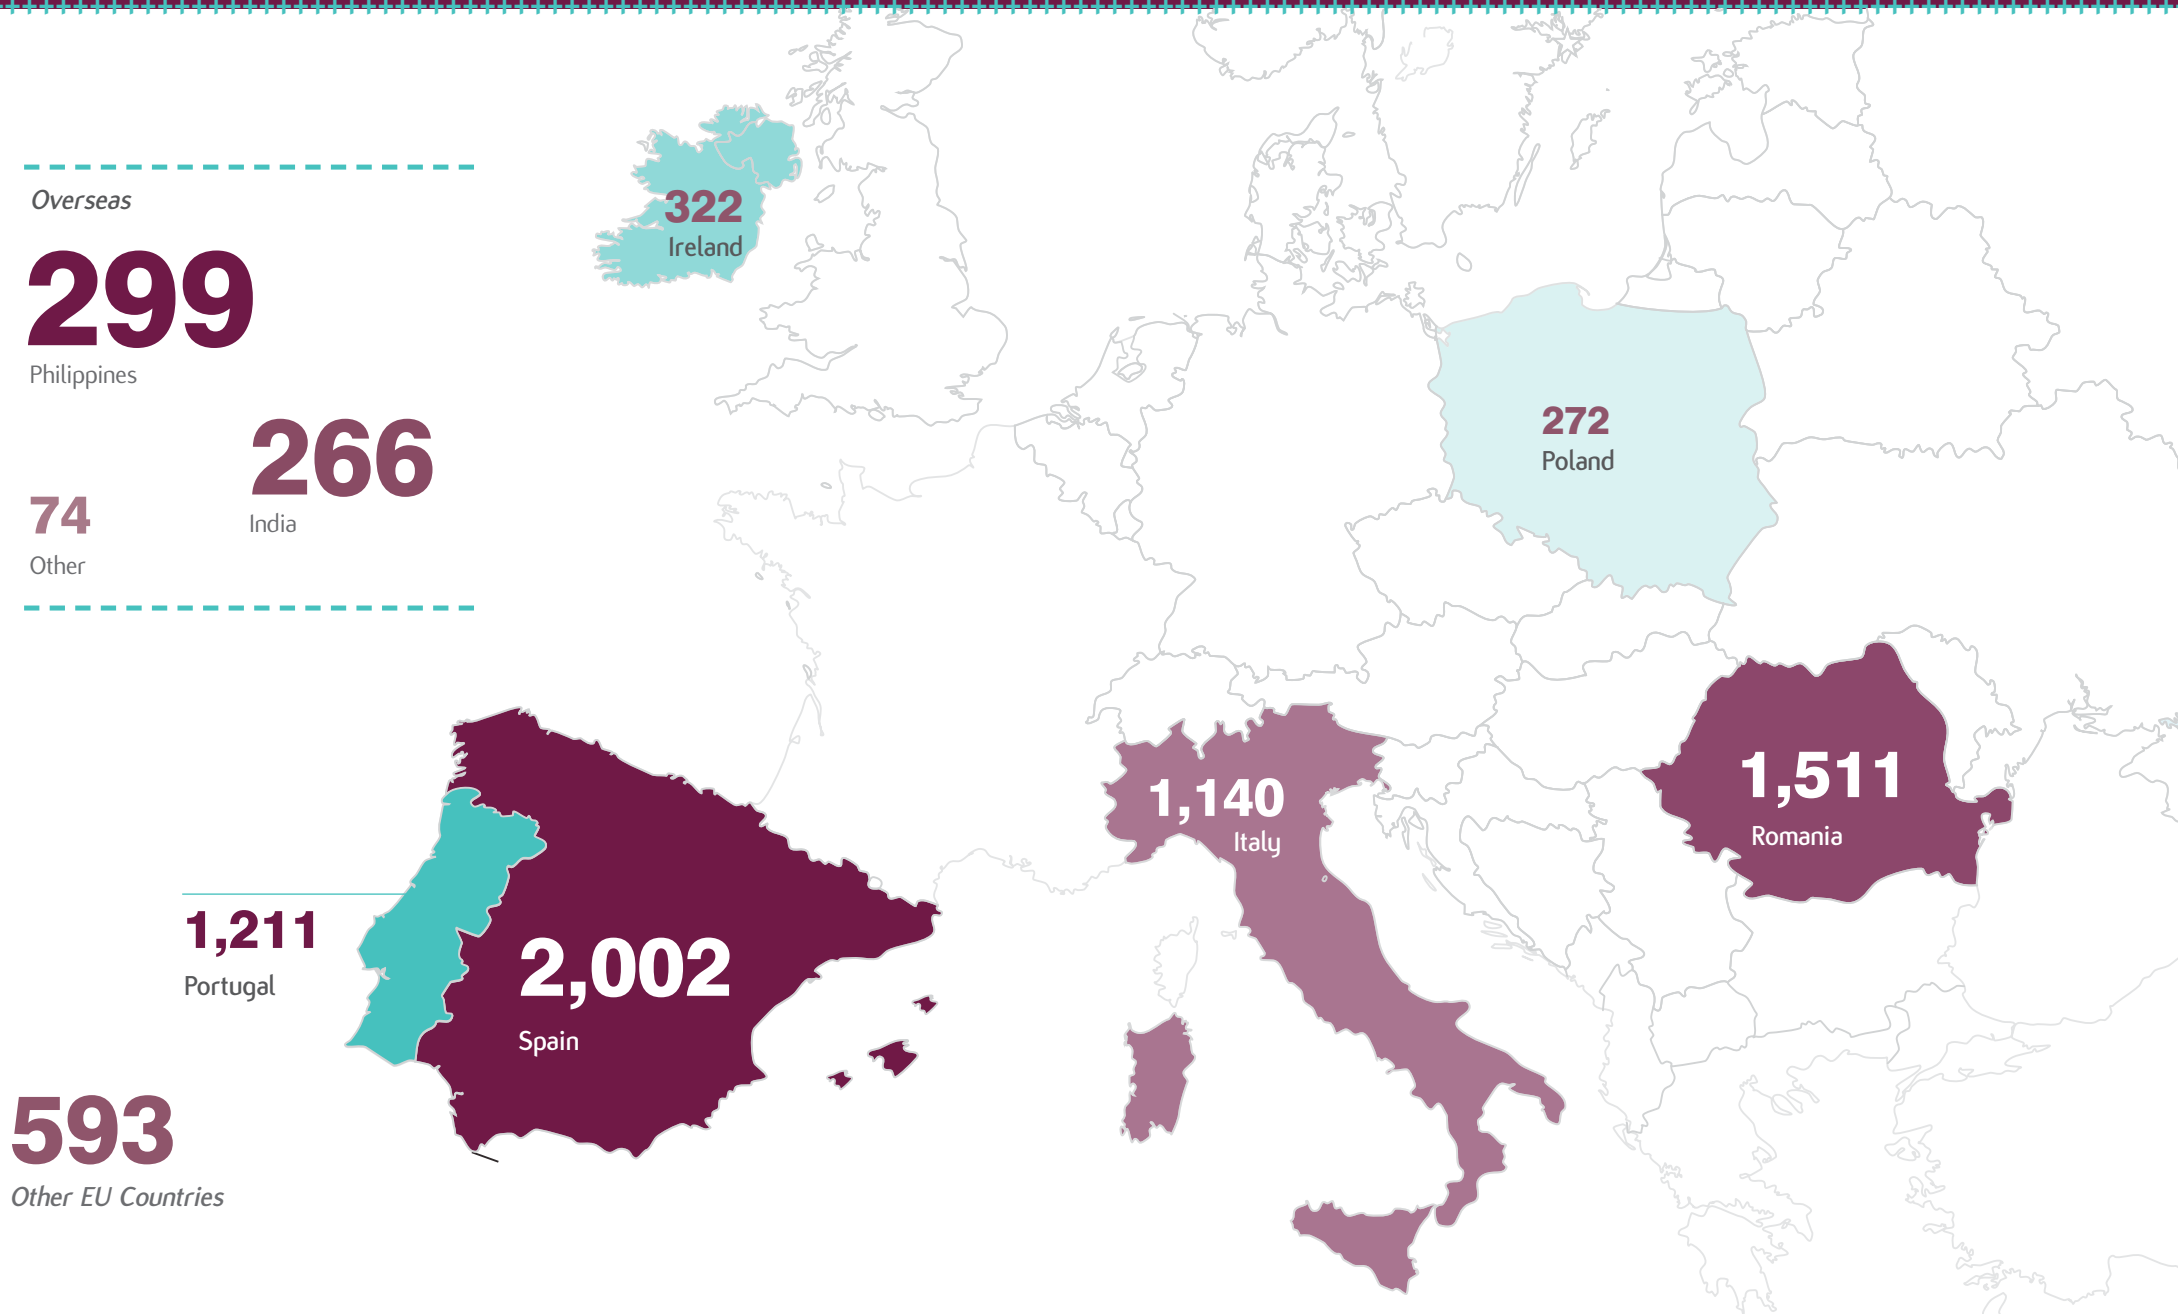 Overseas
299
Philippines
266
India
74
Other
322
Ireland
272
Poland
1,511
Romania
1,140
Italy
1,211
Portugal
2,002
Spain
593
Other EU Countries